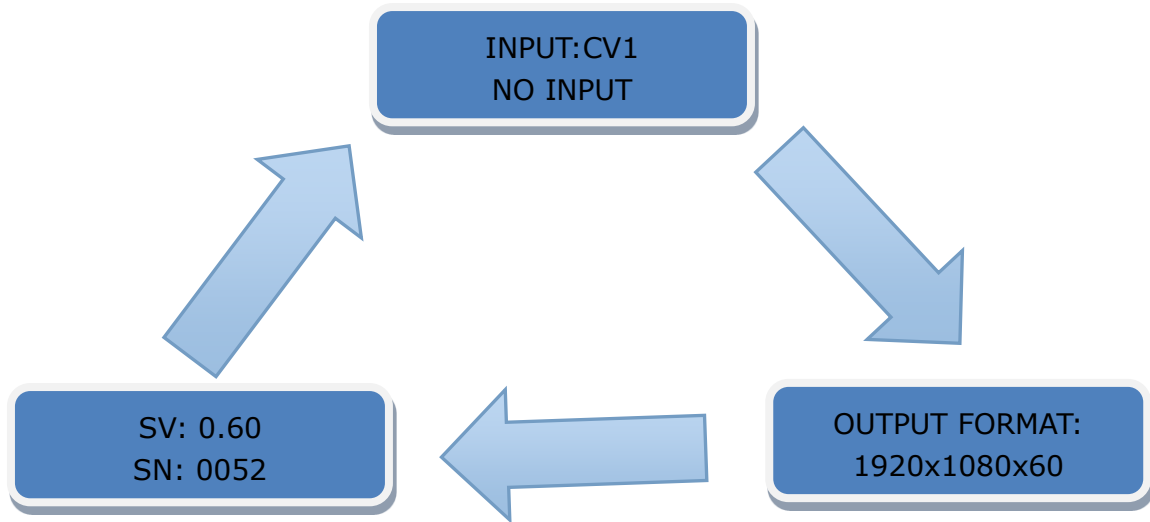 INPUT:CV1
NO INPUT
OUTPUT FORMAT:
1920x1080x60
SV: 0.60
SN: 0052